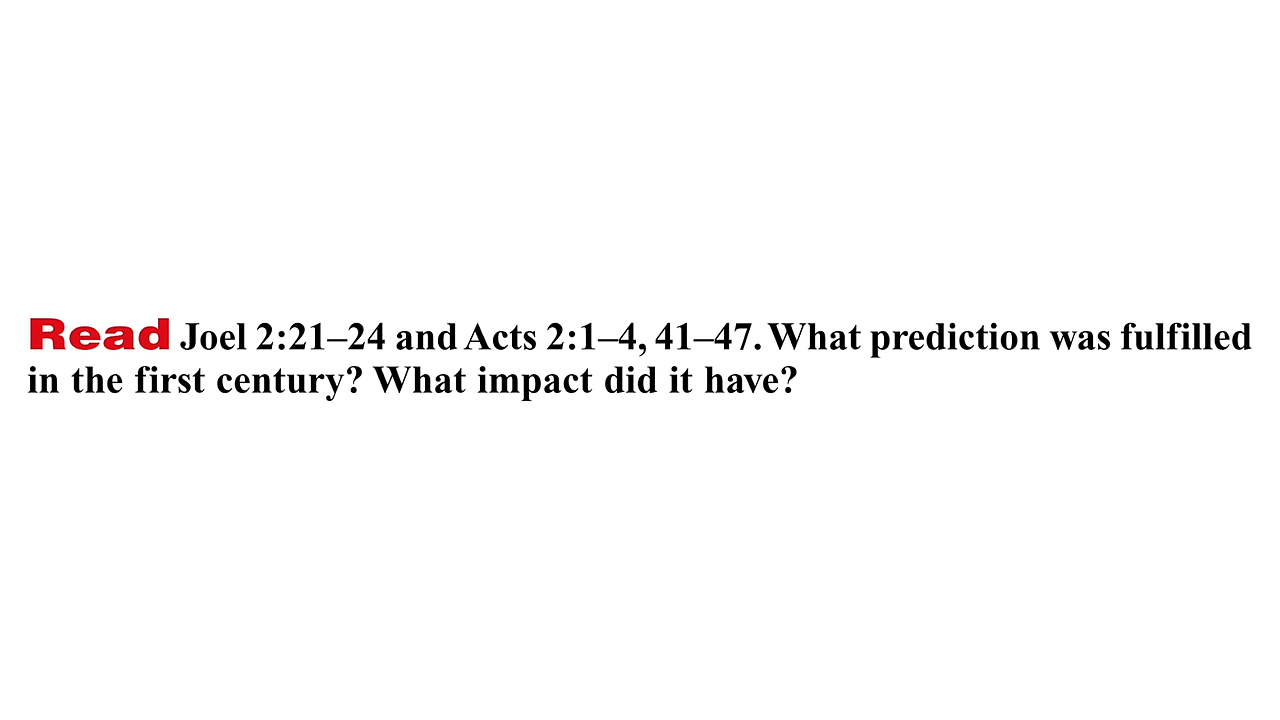 Read Joel 2:21–24 and Acts 2:1–4, 41–47. What prediction was fulfilled
in the first century? What impact did it have?